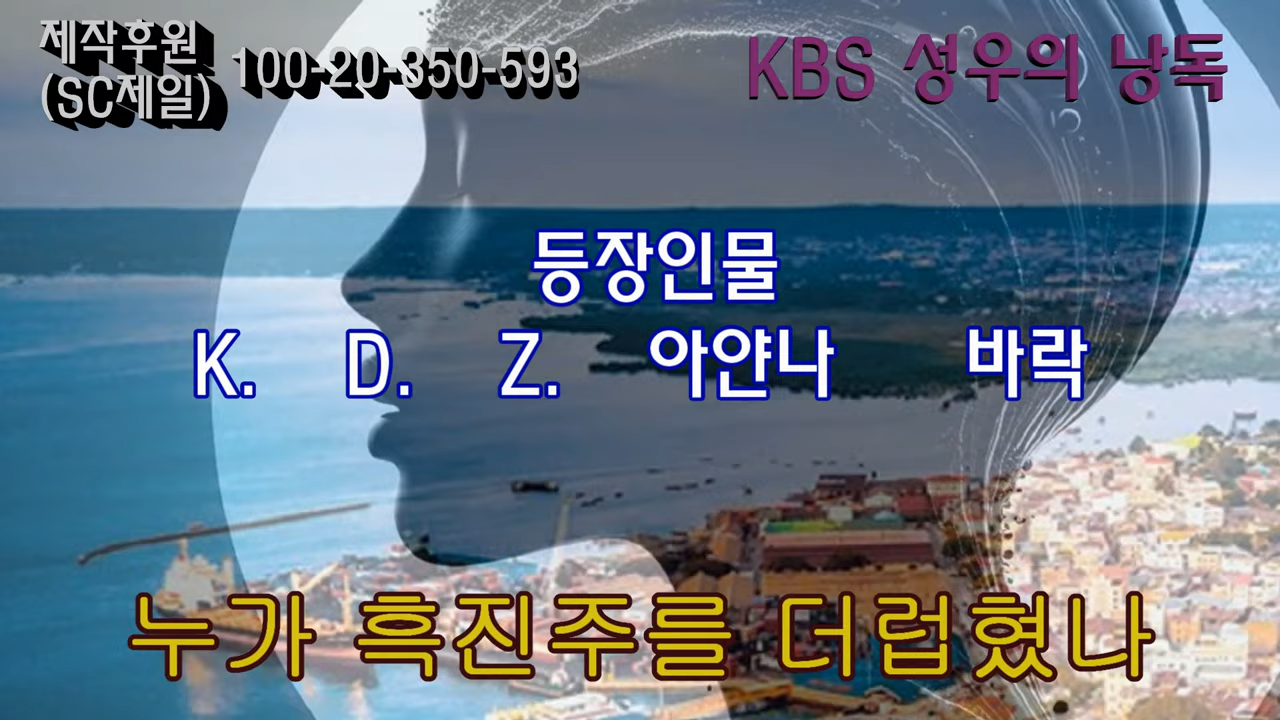 제작후원
(SC제일)
100-20-350-593
KBS 성우의 낭독
등장인물
K. D. Z. 아얀나 바락
누가 흑진주를 더럽혔나